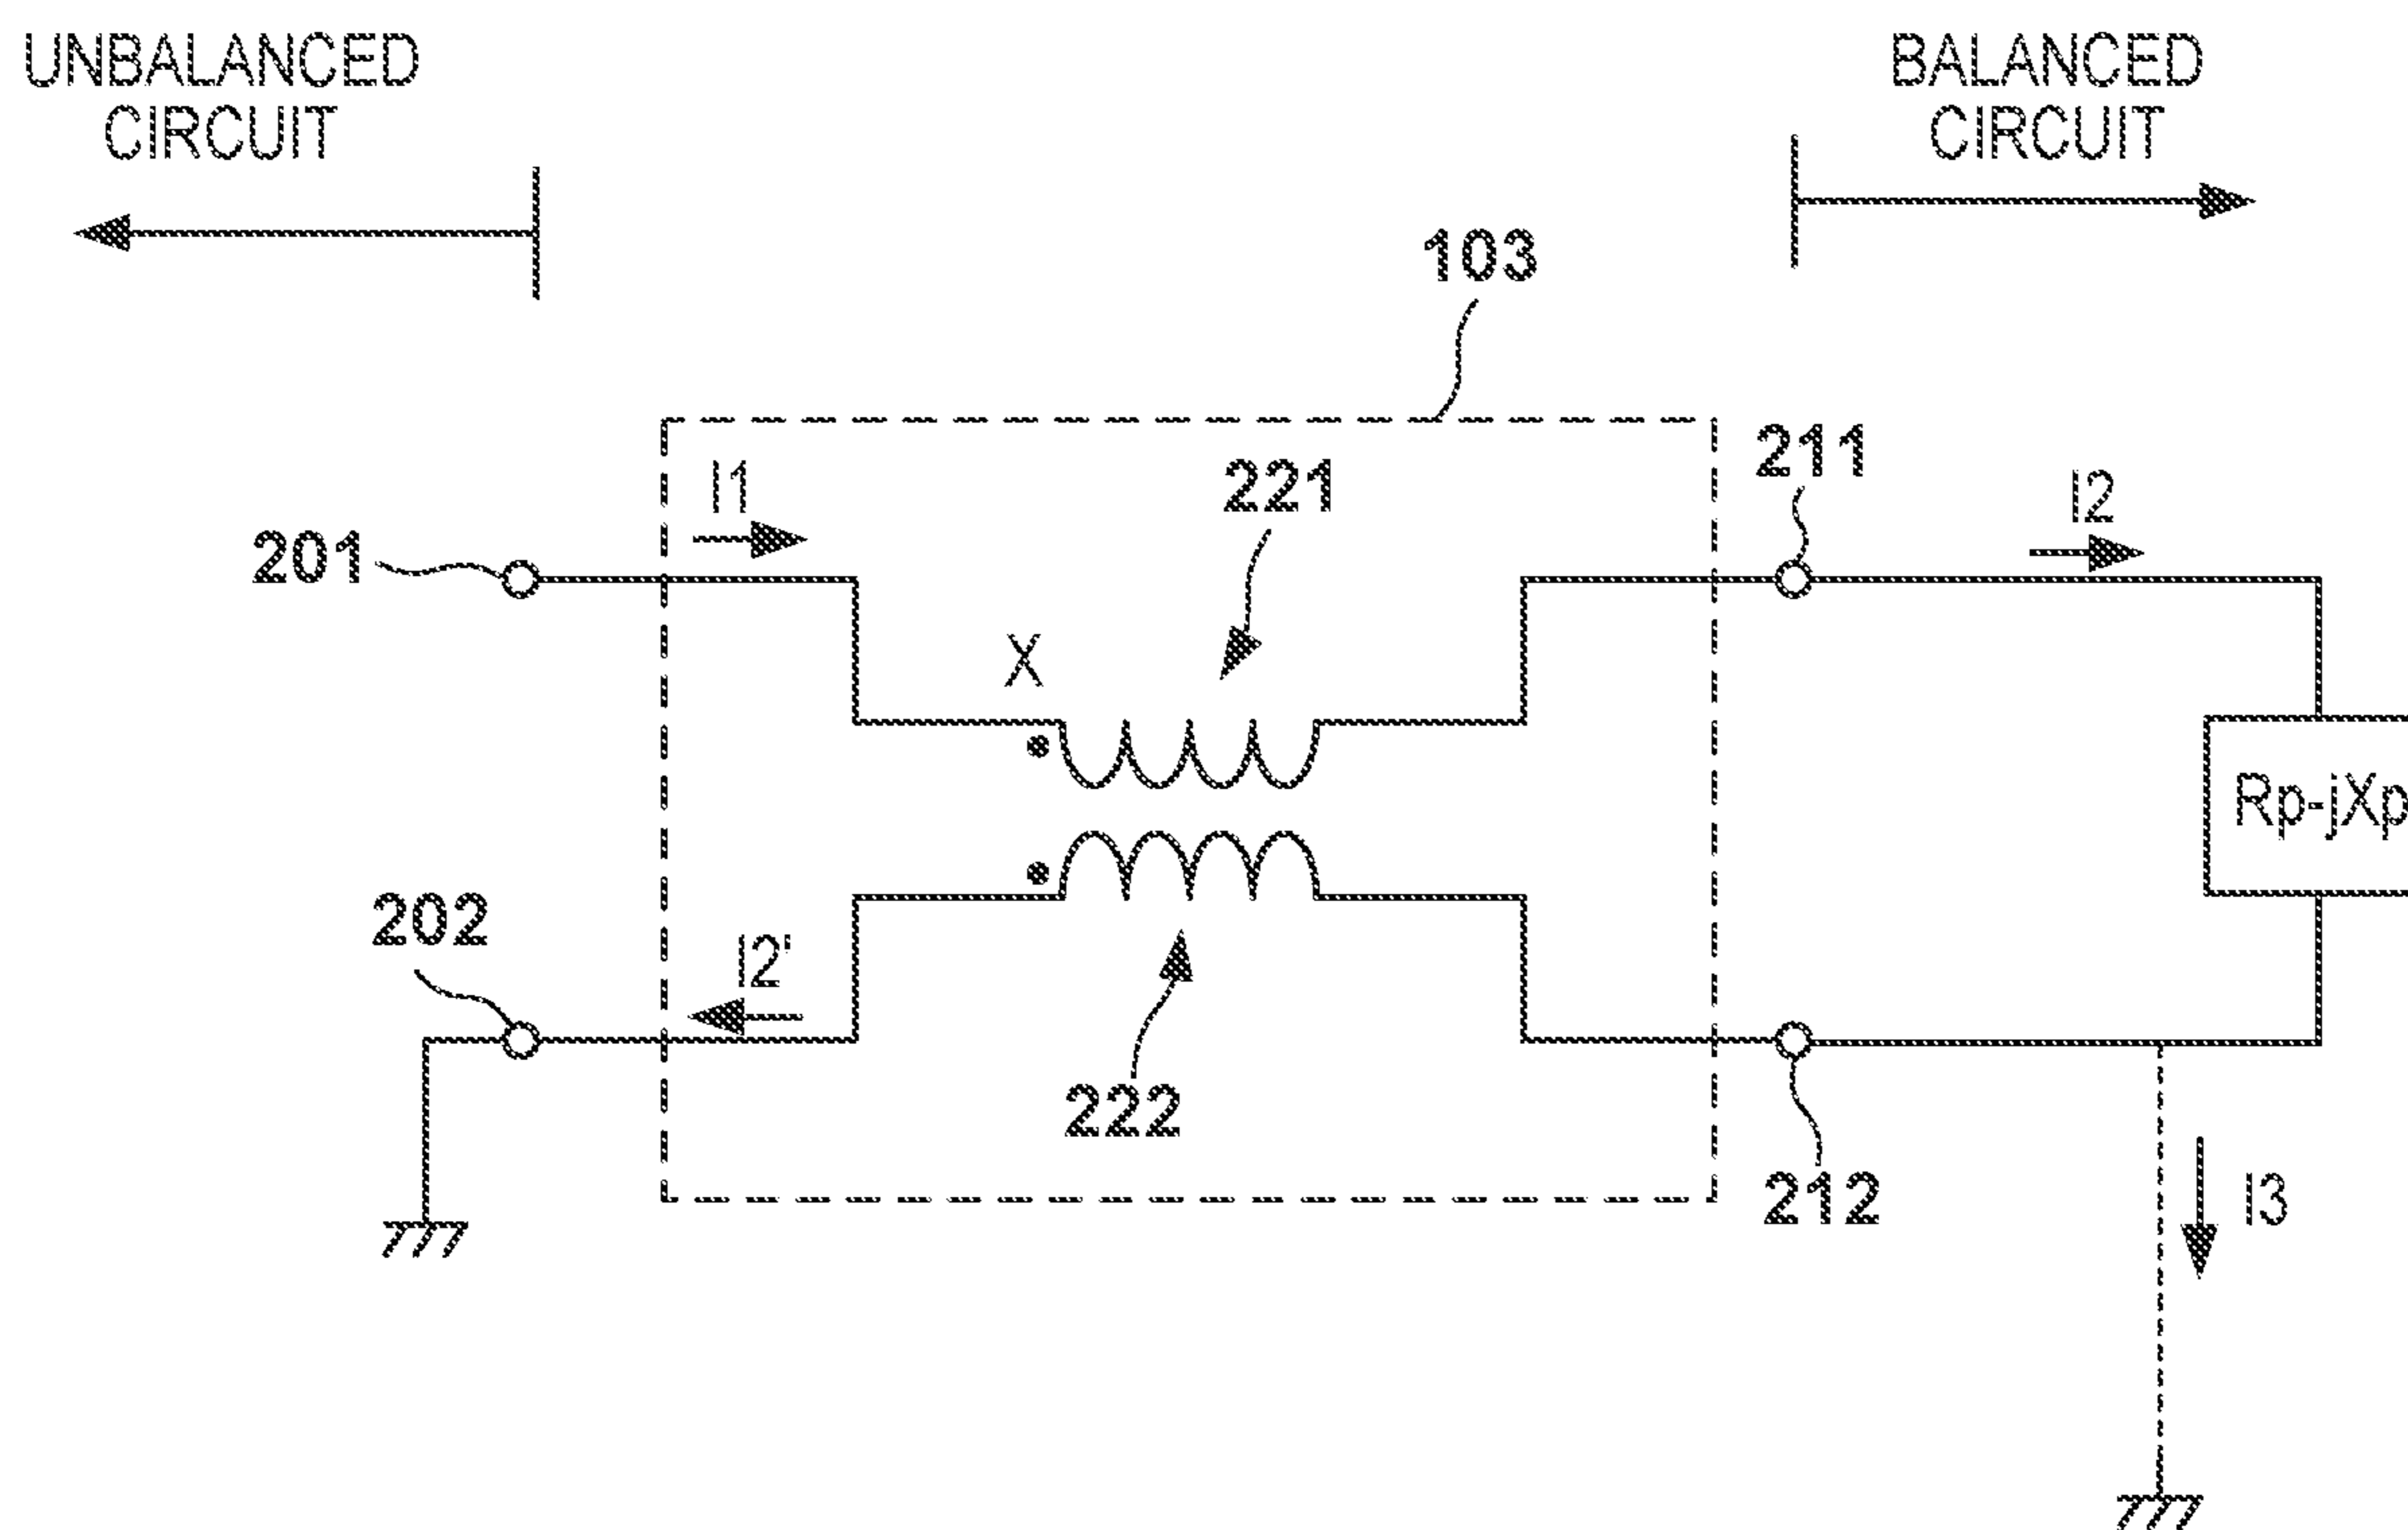 UNBALANCED
CIRCUIT
BALANCED
CIRCUIT
103
I1
221
211
I2
201
X
Rp-jXp
202
I2'
222
212
I3